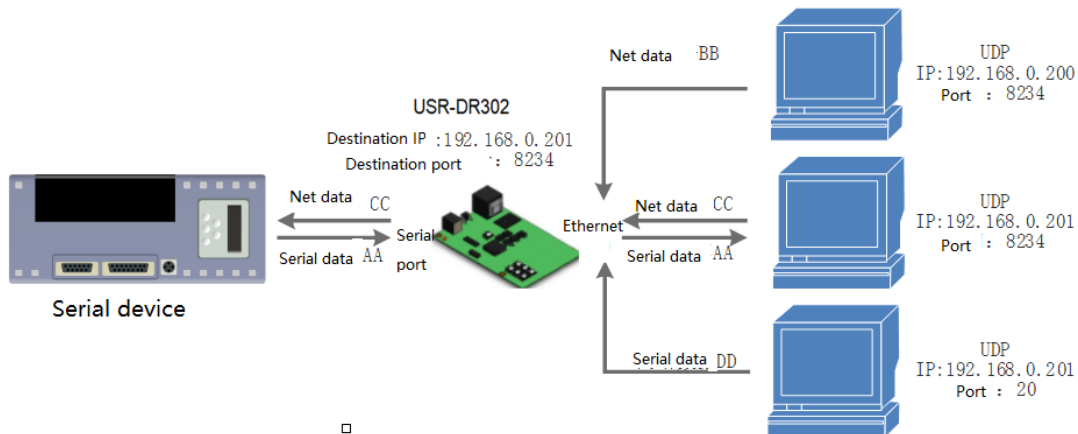 Net data BB
UDP
IP:192.168.0.200
Port : 8234
USR-DR302
Destination IP :192.168.0.201
Destination port : 8234
Net data CC
Serial data AA
Serial
port
Ethernet
Net data CC
Serial data AA
UDP
IP:192.168.0.201
Port : 8234
Serial device
Serial data DD
UDP
IP:192.168.0.201
Port : 20